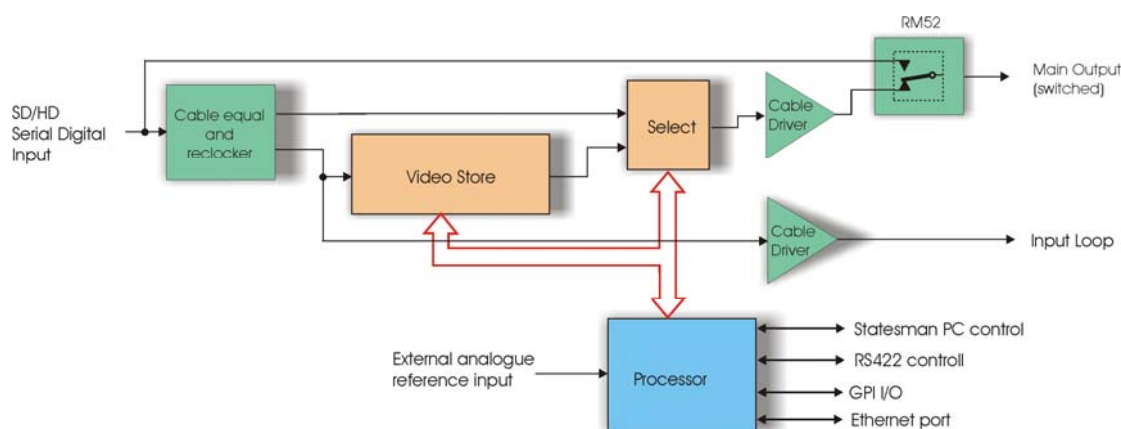 RM52
Main Output
(switched)
SD/HD
Serial Digital
Input
Cable equal
and
reclocker
Select
Cable
Driver
Video Store
Cable
Driver
Input Loop
External analogue
reference input
Processor
Statesman PC control
RS422 controll
GPI I/O
Ethernet port